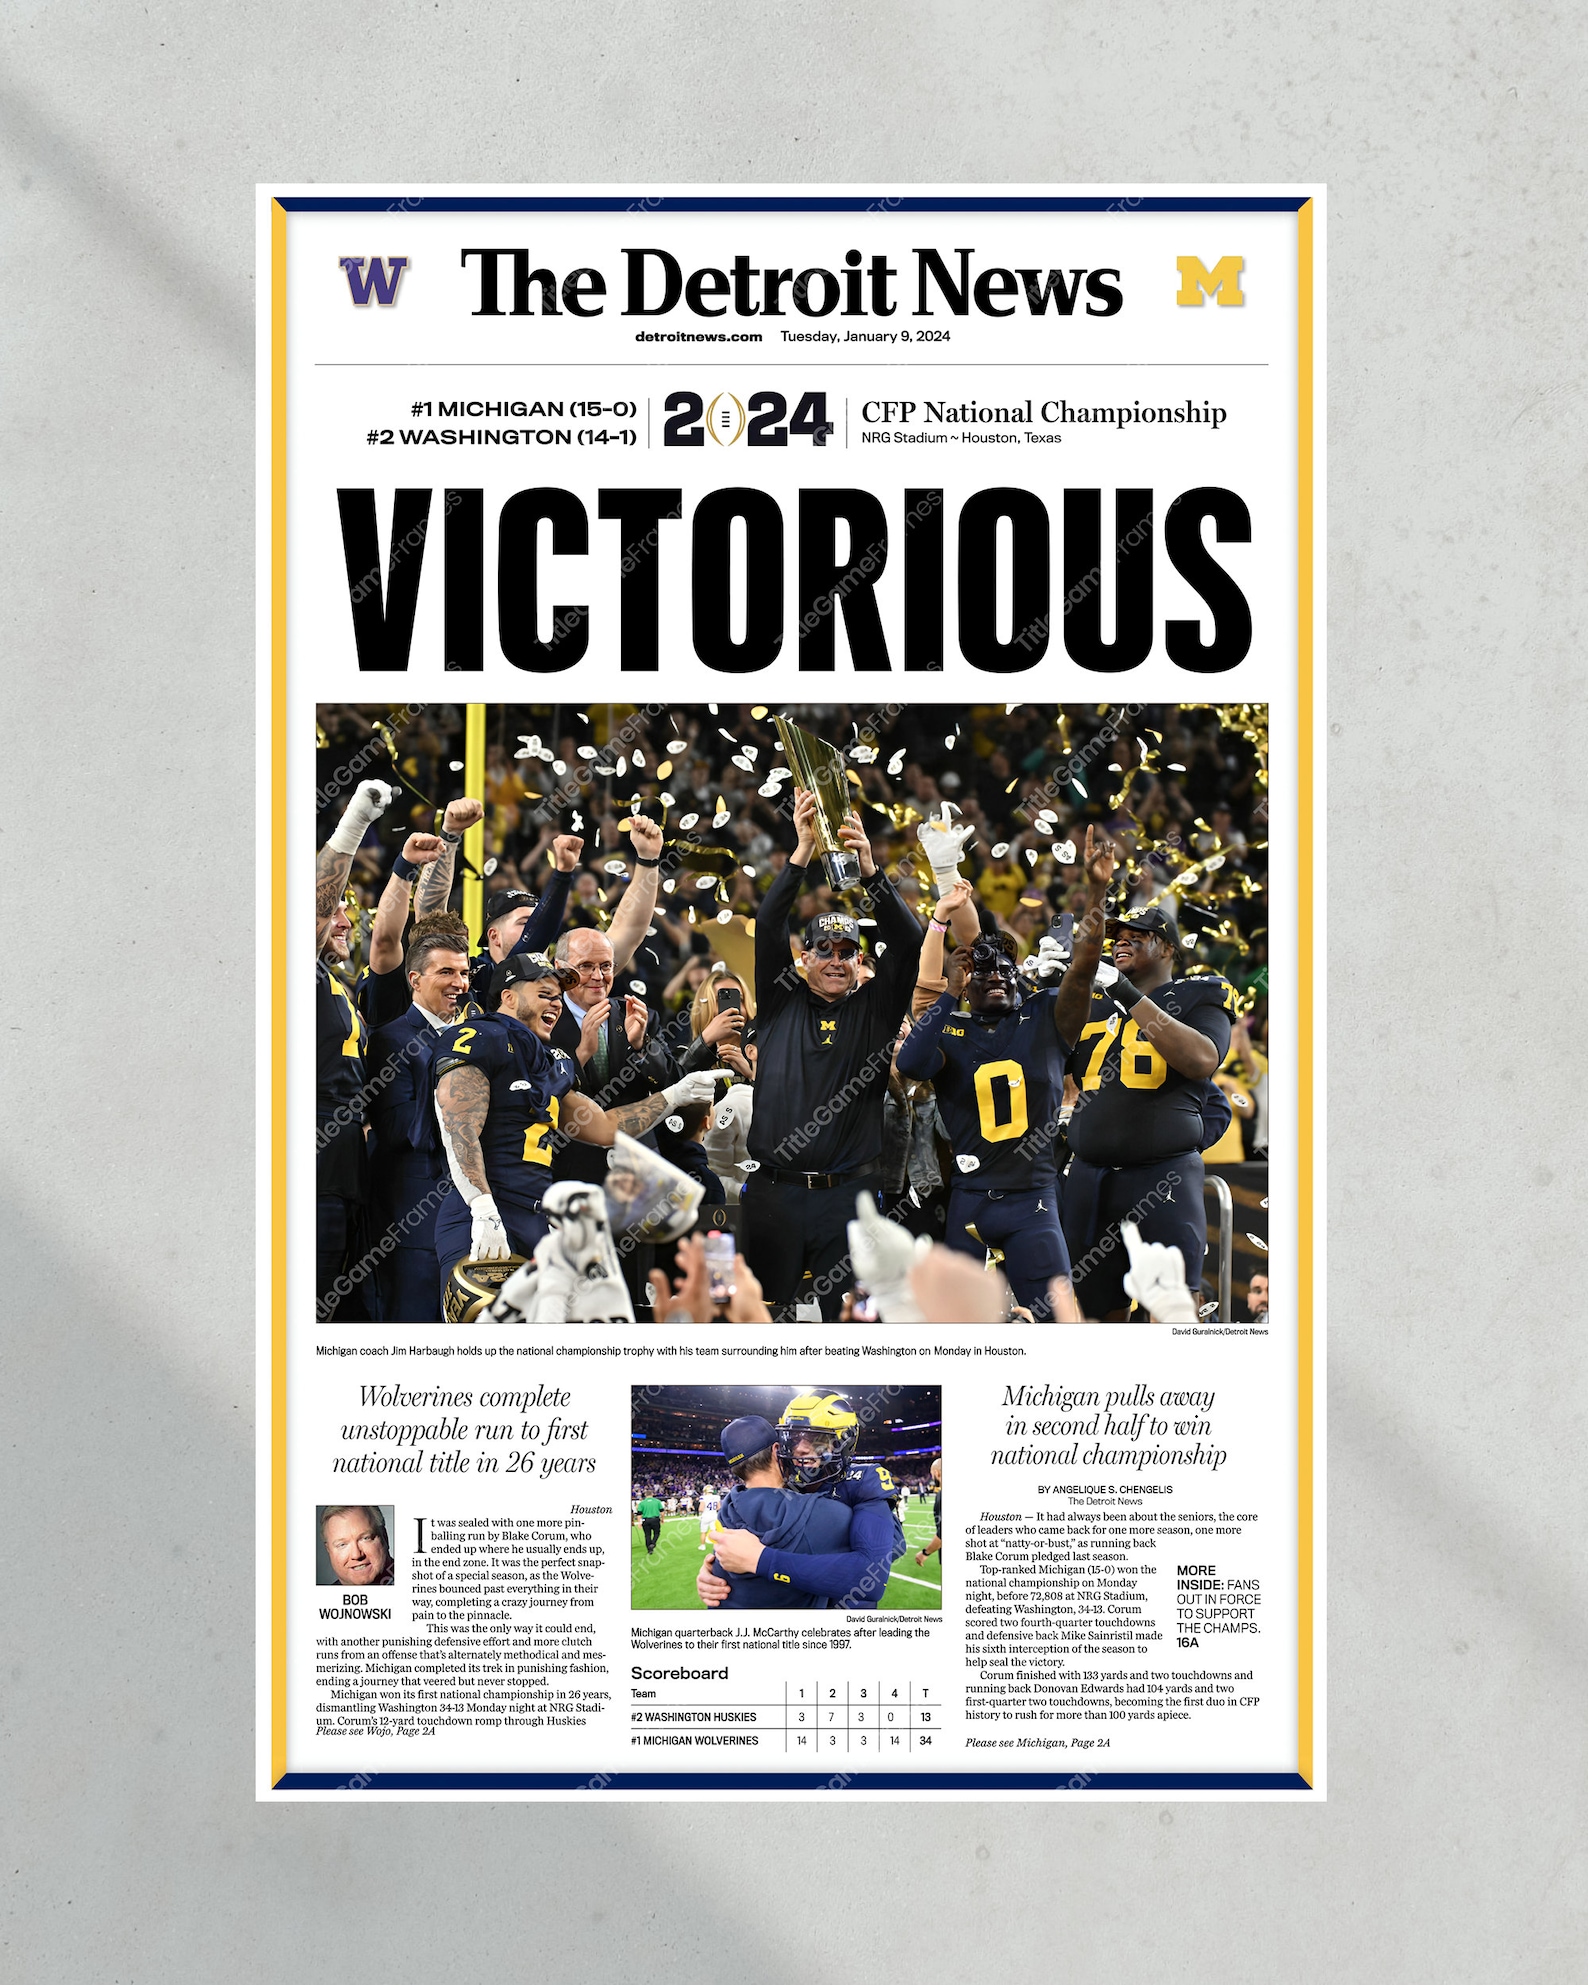 W
The Detroit News
M
detroitnews.com Tuesday, January 9, 2024
#1 MICHIGAN (15-0)
#2 WASHINGTON (14-1)
2024
CFP National Championship
NRG Stadium ~ Houston, Texas
VICTORIOUS
TitleGameFrames
CHAMPS
M
2
2
0
78
David Guralnick/Detroit News
Michigan coach Jim Harbaugh holds up the national championship trophy with his team surrounding him after beating Washington on Monday in Houston.
Wolverines complete
unstoppable run to first
national title in 26 years
BOB
WOJNOWSKI
Houston
It was sealed with one more pin-
balling run by Blake Corum, who
ended up where he usually ends up,
in the end zone. It was the perfect snap-
shot of a special season, as the Wolve-
rines bounced past everything in their
way, completing a crazy journey from
pain to the pinnacle.
This was the only way it could end,
with another punishing defensive effort and more clutch
runs from an offense that's alternately methodical and mes-
merizing. Michigan completed its trek in punishing fashion,
ending a journey that veered but never stopped.
Michigan won its first national championship in 26 years,
dismantling Washington 34-13 Monday night at NRG Stadi-
um. Corum's 12-yard touchdown romp through Huskies
Please see Wojo, Page 2A
David Guralnick/Detroit News
Michigan quarterback J.J. McCarthy celebrates after leading the
Wolverines to their first national title since 1997.
Scoreboard
Team 1 2 3 4 T
#2 WASHINGTON HUSKIES 3 7 3 0 13
#1 MICHIGAN WOLVERINES 14 3 3 14 34
Michigan pulls away
in second half to win
national championship
BY ANGELIQUE S. CHENGELIS
The Detroit News
Houston — It had always been about the seniors, the core
of leaders who came back for one more season, one more
shot at "natty-or-bust," as running back
Blake Corum pledged last season.
Top-ranked Michigan (15-0) won the
national championship on Monday
night, before 72,808 at NRG Stadium,
defeating Washington, 34-13. Corum
scored two fourth-quarter touchdowns
and defensive back Mike Sainristil made
his sixth interception of the season to
help seal the victory.
Corum finished with 133 yards and two touchdowns and
running back Donovan Edwards had 104 yards and two
first-quarter two touchdowns, becoming the first duo in CFP
history to rush for more than 100 yards apiece.
Please see Michigan, Page 2A
MORE
INSIDE: FANS
OUT IN FORCE
TO SUPPORT
THE CHAMPS.
16A